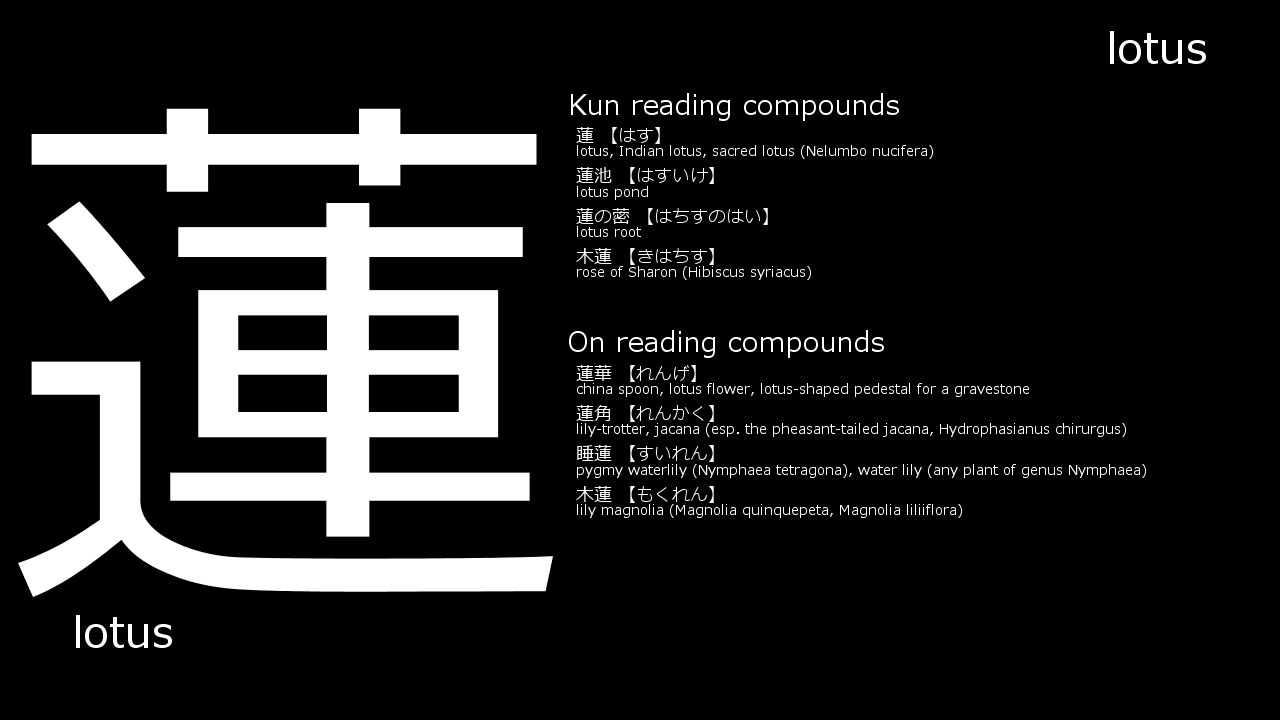 lotus
蓮
lotus
Kun reading compounds
蓮 【はす】
lotus, Indian lotus, sacred lotus (Nelumbo nucifera)
蓮池 【はすいけ】
lotus pond
蓮の蔤 【はちすのはい】
lotus root
木蓮 【きはちす】
rose of Sharon (Hibiscus syriacus)
On reading compounds
蓮華 【れんげ】
china spoon, lotus flower, lotus-shaped pedestal for a gravestone
蓮角 【れんかく】
lily-trotter, jacana (esp. the pheasant-tailed jacana, Hydrophasianus chirurgus)
睡蓮 【すいれん】
pygmy waterlily (Nymphaea tetragona), water lily (any plant of genus Nymphaea)
木蓮 【もくれん】
lily magnolia (Magnolia quinquepeta, Magnolia liliiflora)